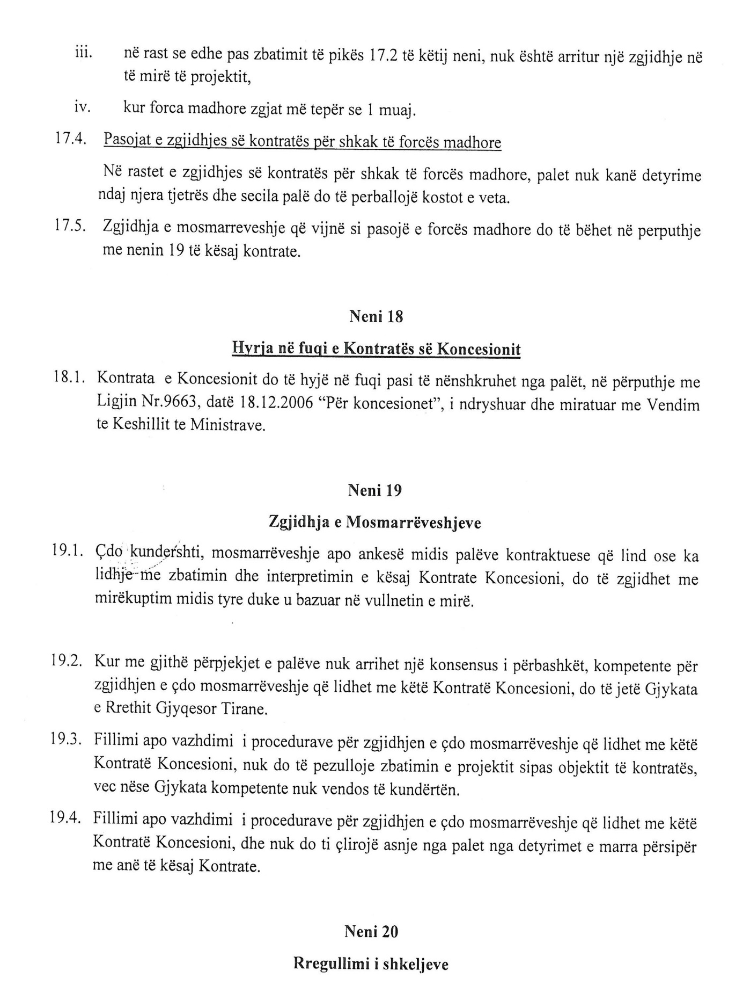 iii. në rast se edhe pas zbatimit të pikës 17.2 të këtij neni, nuk është arritur një zgjidhje në
të mirë të projektit,
iv. kur forca madhore zgjat më tepër se 1 muaj.
17.4. Pasojat e zgjidhjes së kontratës për shkak të forcës madhore
Në rastet e zgjidhjes së kontratës për shkak të forcës madhore, palet nuk kanë detyrime
ndaj njera tjetrës dhe secila palë do të perballojë kostot e veta.
17.5. Zgjidhja e mosmarreveshje që vijnë si pasojë e forcës madhore do të bëhet në perputhje
me nenin 19 të kësaj kontrate.
Neni 18
Hyrja në fuqi e Kontratës së Koncesionit
18.1. Kontrata e Koncesionit do të hyjë në fuqi pasi të nënshkruhet nga palët, në përputhje me
Ligjin Nr.9663, datë 18.12.2006 “Për koncesionet”, i ndryshuar dhe miratuar me Vendim
te Keshillit te Ministrave.
Neni 19
Zgjidhja e Mosmarrëveshjeve
19.1. Çdo kundërshti, mosmarrëveshje apo ankesë midis palëve kontraktuese që lind ose ka
lidhje me zbatimin dhe interpretimin e kësaj Kontrate Koncesioni, do të zgjidhet me
mirëkuptim midis tyre duke u bazuar në vullnetin e mirë.
19.2. Kur me gjithë përpjekjet e palëve nuk arrihet një konsensus i përbashkët, kompetente për
zgjidhjen e çdo mosmarrëveshje që lidhet me këtë Kontratë Koncesioni, do të jetë Gjykata
e Rrethit Gjyqesor Tirane.
19.3. Fillimi apo vazhdimi i procedurave për zgjidhjen e çdo mosmarrëveshje që lidhet me këtë
Kontratë Koncesioni, nuk do të pezulloje zbatimin e projektit sipas objektit të kontratës,
vec nëse Gjykata kompetente nuk vendos të kundërtën.
19.4. Fillimi apo vazhdimi i procedurave për zgjidhjen e çdo mosmarrëveshje që lidhet me këtë
Kontratë Koncesioni, dhe nuk do ti çlirojë asnje nga palet nga detyrimet e marra përsipër
me anë të kësaj Kontrate.
Neni 20
Rregullimi i shkeljeve